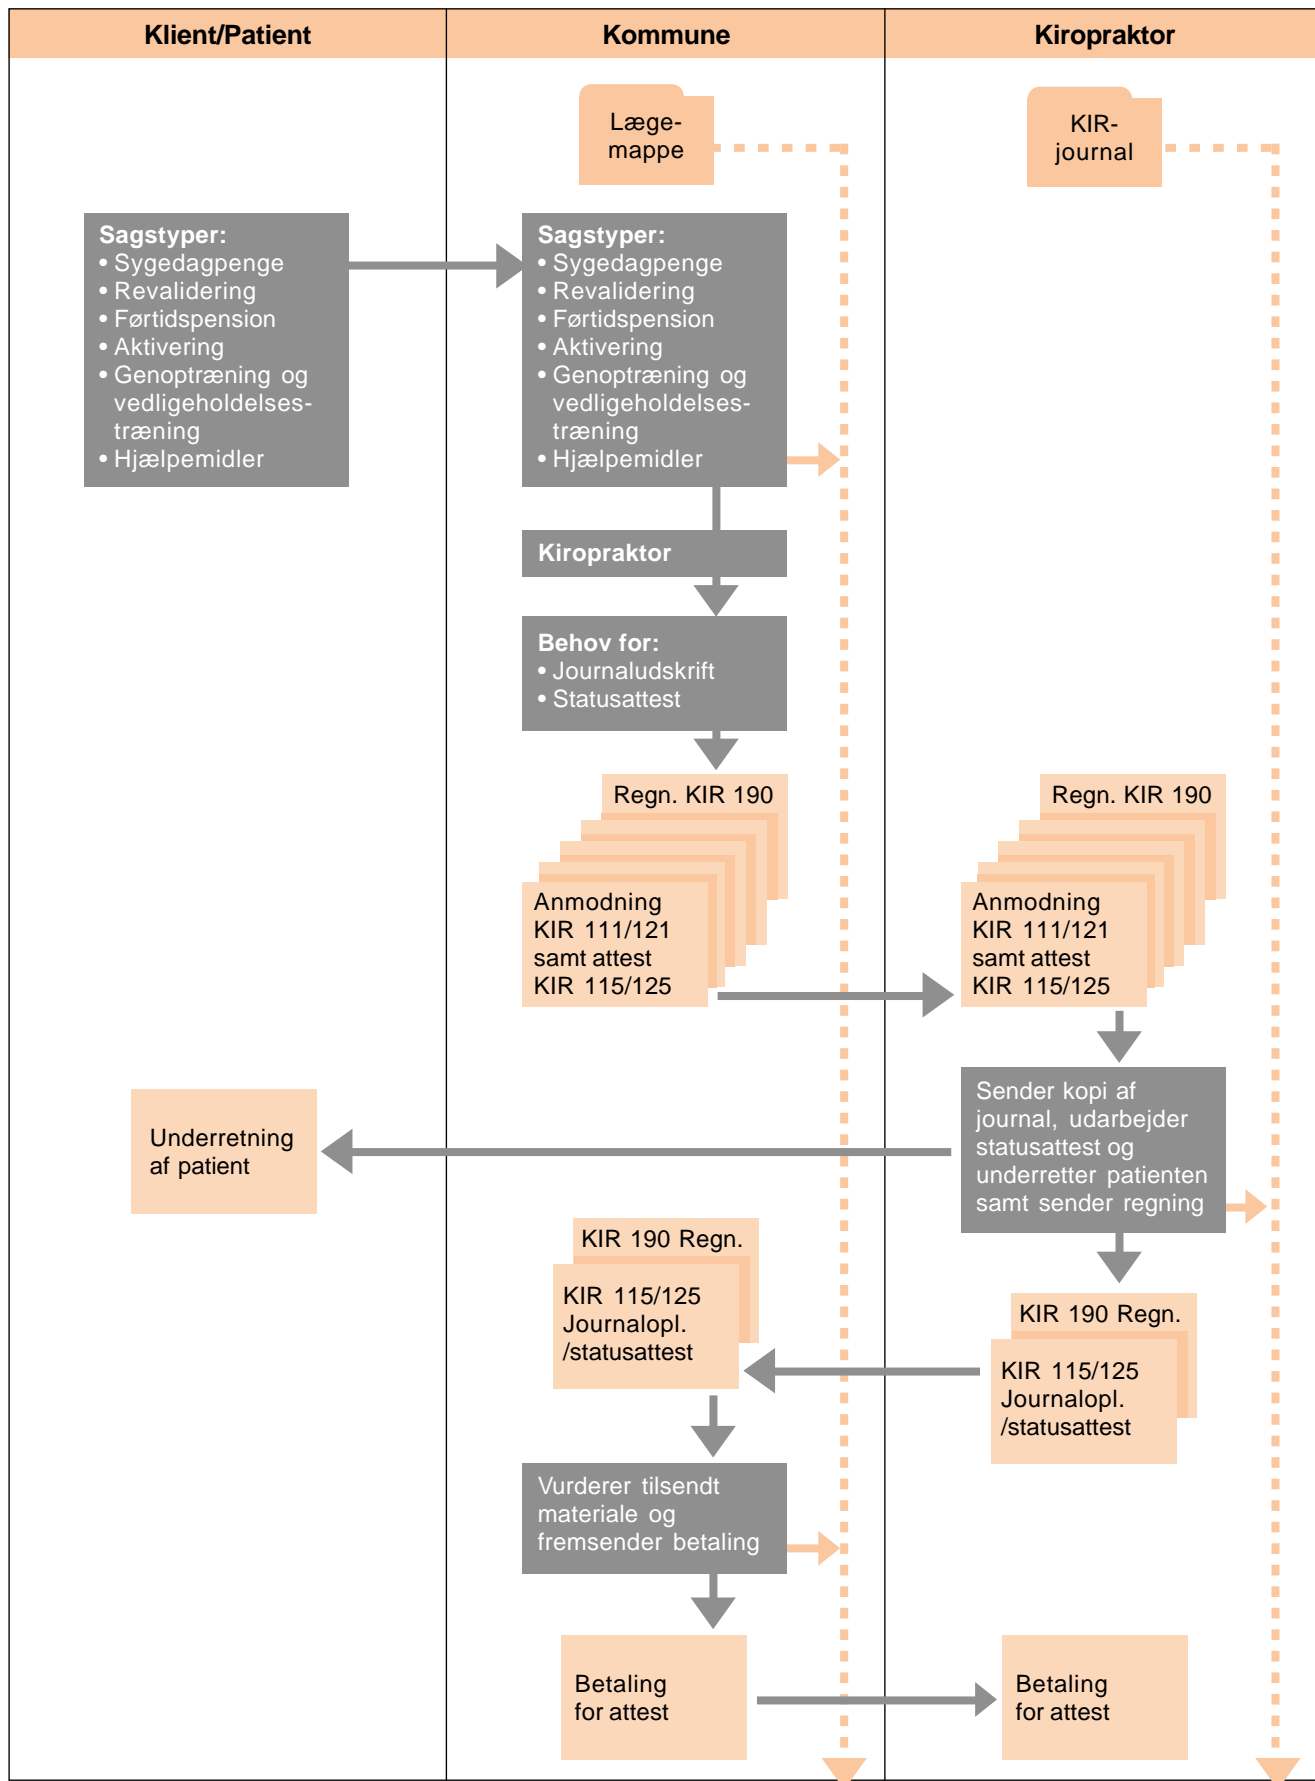 Klient/Patient
Kommune
Kiropraktor
Læge-
mappe
KIR-
journal
Sagstyper:
• Sygedagpenge
• Revalidering
• Førtidspension
• Aktivering
• Genoptræning og
vedligeholdelses-
træning
• Hjælpemidler
Sagstyper:
• Sygedagpenge
• Revalidering
• Førtidspension
• Aktivering
• Genoptræning og
vedligeholdelses-
træning
• Hjælpemidler
Kiropraktor
Behov for:
• Journaludskrift
• Statusattest
Regn. KIR 190
Anmodning
KIR 111/121
samt attest
KIR 115/125
Regn. KIR 190
Anmodning
KIR 111/121
samt attest
KIR 115/125
Sender kopi af
journal, udarbejder
statusattest og
underretter patienten
samt sender regning
Underretning
af patient
KIR 190 Regn.
KIR 115/125
Journalopl.
/statusattest
KIR 190 Regn.
KIR 115/125
Journalopl.
/statusattest
Vurderer tilsendt
materiale og
fremsender betaling
Betaling
for attest
Betaling
for attest